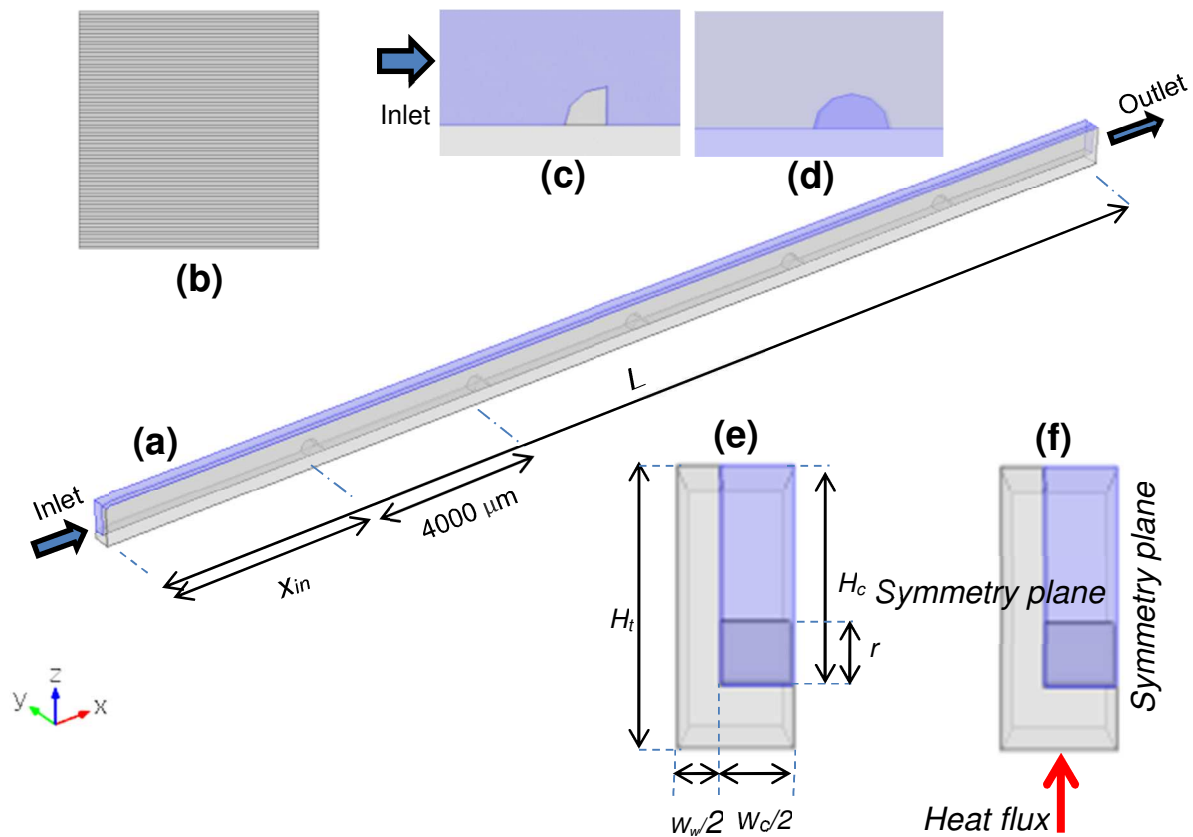 Inlet
(c)
(d)
Outlet
(b)
L
(a)
Inlet
4000 μm
xin
(e)
(f)
Ht
Hc
r
Symmetry plane
Symmetry plane
z
y
x
Ww/2
Wc/2
Heat flux